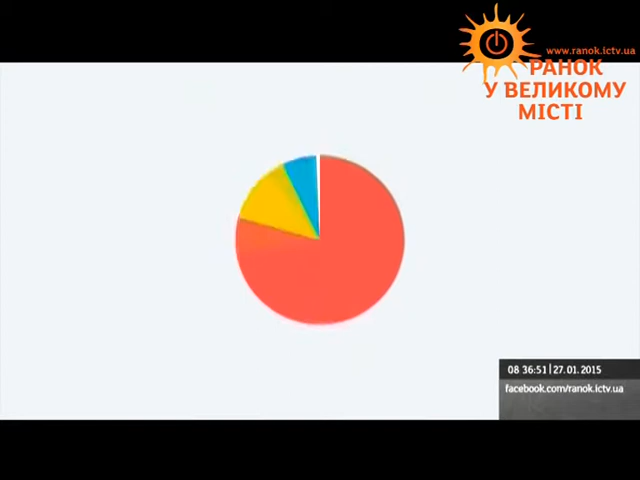 www.ranok.ictv.ua
РАНОК
У ВЕЛИКОМУ
МІСТІ
08 36:51 27.01.2015
facebook.com/ranok.ictv.ua